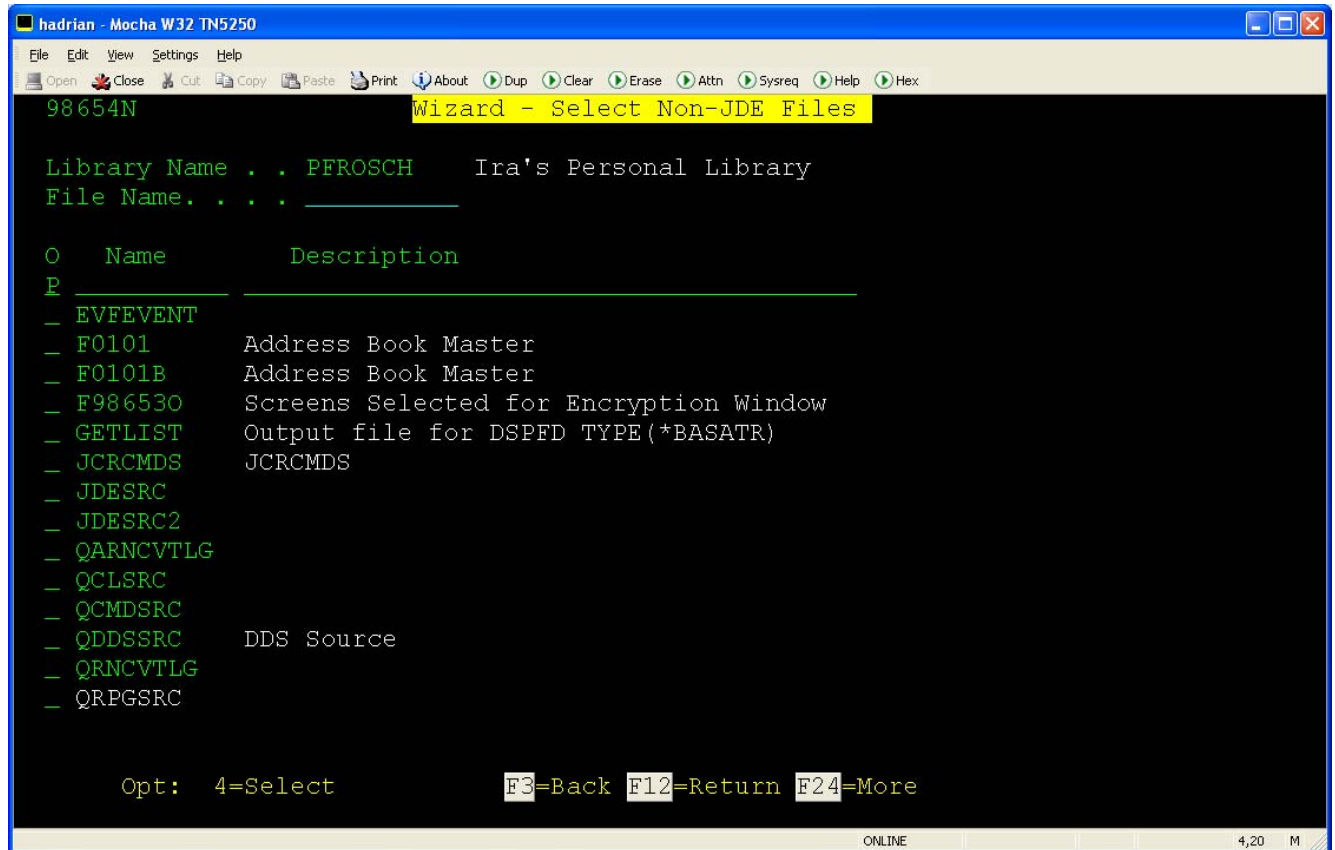 hadrian - Mocha W32 TN5250
File Edit View Settings Help
Open Close Cut Copy Paste Print About Dup Clear Erase Attn Sysreq Help Hex
98654N Wizard - Select Non-JDE Files
Library Name . . PFROSCH Ira's Personal Library
File Name. . . .
O Name Description
P
EVFEVENT
F0101 Address Book Master
F0101B Address Book Master
F98653O Screens Selected for Encryption Window
GETLIST Output file for DSPFD TYPE(*BASATR)
JCRCMDS JCRCMDS
JDESRC
JDESRC2
QARNCVTLG
QCLSRC
QCMDSRC
QDDSSRC DDS Source
QRNCVTLG
QRPGSRC
Opt: 4=Select F3=Back F12=Return F24=More
ONLINE 4,20 M